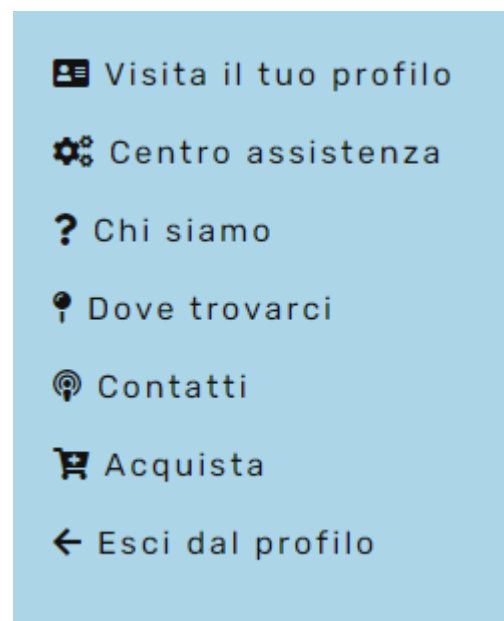 Visita il tuo profilo
Centro assistenza
Chi siamo
Dove trovarci
Contatti
Acquista
Esci dal profilo